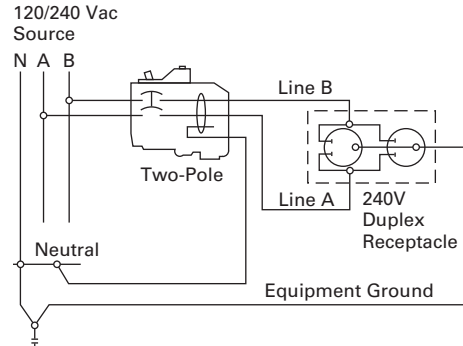 120/240 Vac
Source
N A B
Line B
Two-Pole
Line A
240V
Duplex
Receptacle
Neutral
Equipment Ground